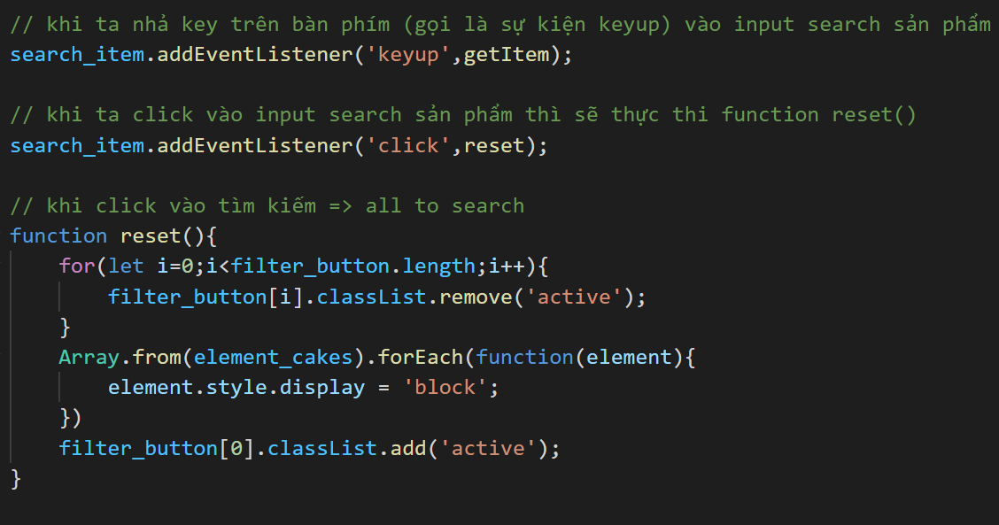 // khi ta nhả key trên bàn phím (gọi là sự kiện keyup) vào input search sản phẩm
search_item.addEventListener('keyup',getItem);
// khi ta click vào input search sản phẩm thì sẽ thực thi function reset()
search_item.addEventListener('click',reset);
// khi click vào tìm kiếm => all to search
function reset(){
    for(let i=0;i<filter_button.length;i++){
        filter_button[i].classList.remove('active');
    }
    Array.from(element_cakes).forEach(function(element){
        element.style.display = 'block';
    })
    filter_button[0].classList.add('active');
}